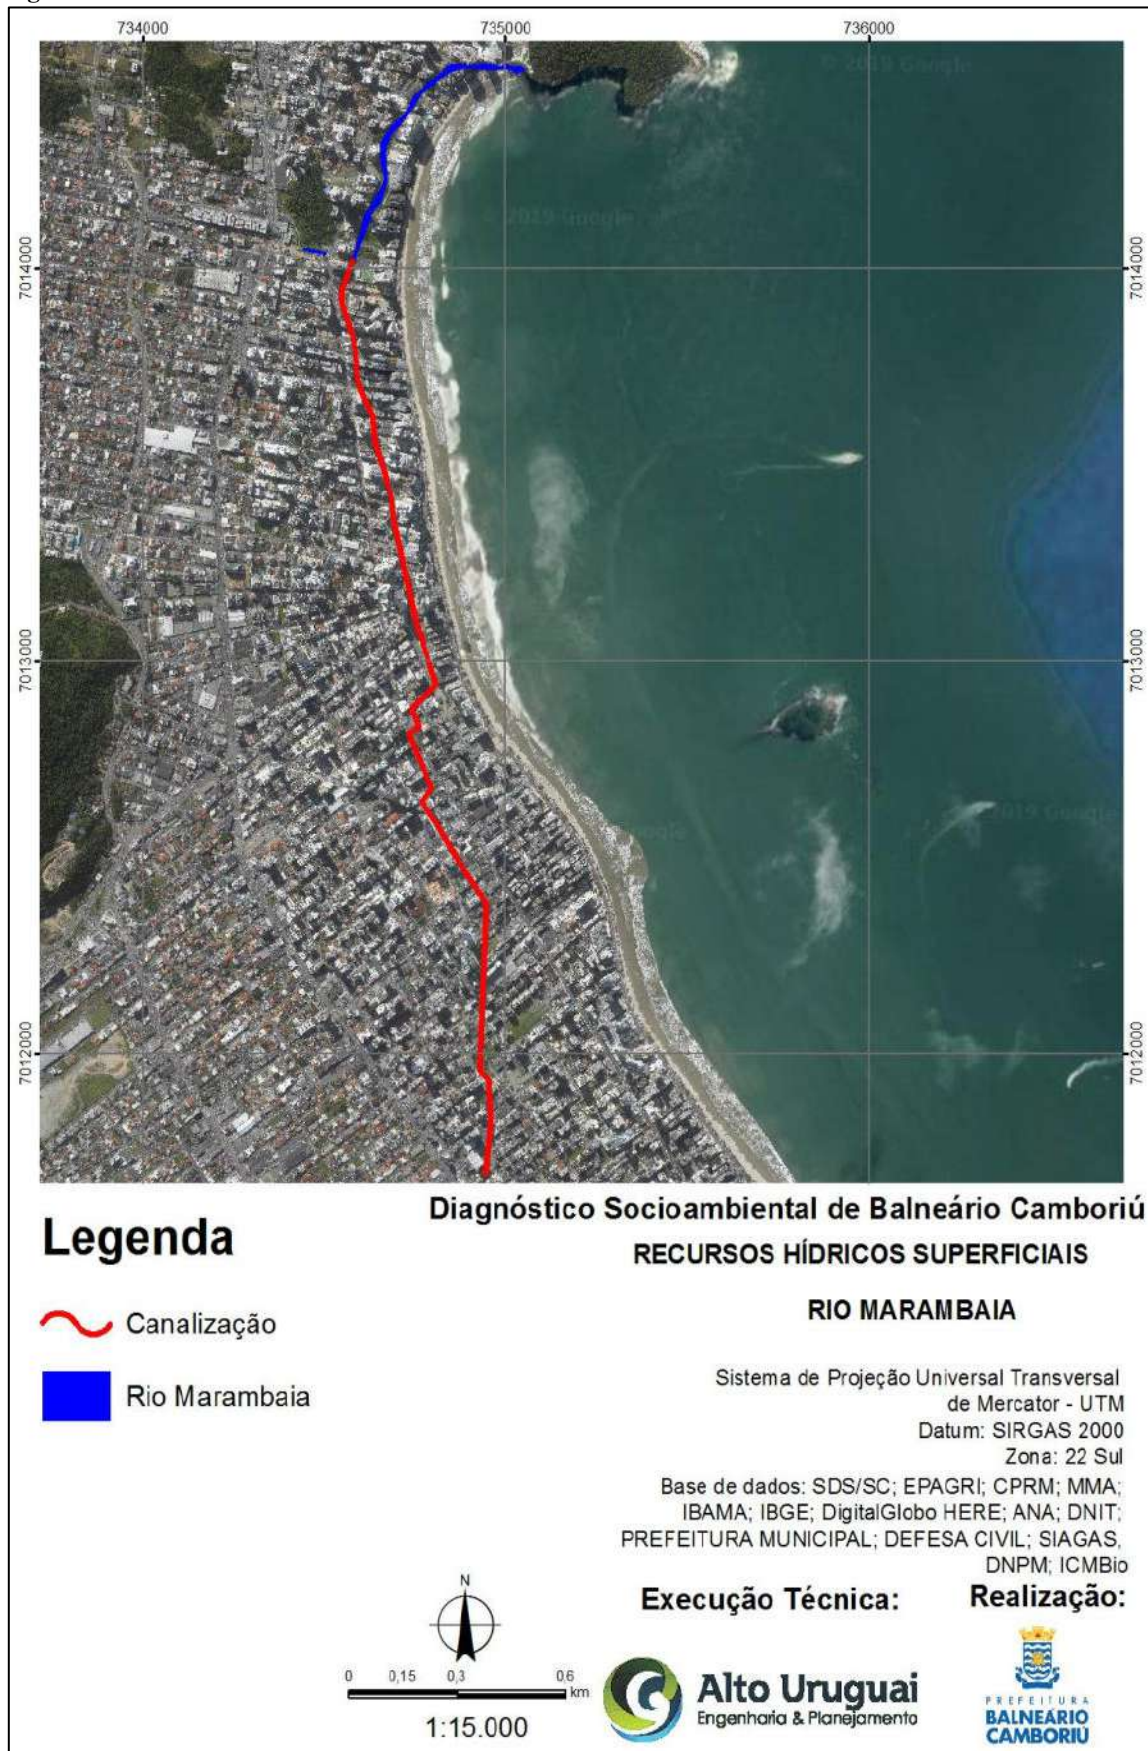 734000
735000
736000
© 2019 Google
2019 Google
7014000
7014000
7013000
7013000
2019 Google
Google
7012000
7012000
Legenda
Canalização
Rio Marambaia
Diagnóstico Socioambiental de Balneário Camboriú
RECURSOS HÍDRICOS SUPERFICIAIS
RIO MARAMBAIA
Sistema de Projeção Universal Transversal
de Mercator - UTM
Datum: SIRGAS 2000
Zona: 22 Sul
Base de dados: SDS/SC; EPAGRI; CPRM; MMA;
IBAMA; IBGE; DigitalGlobo HERE; ANA; DNIT;
PREFEITURA MUNICIPAL; DEFESA CIVIL; SIAGAS,
DNPM; ICMBio
N
0 0,15 0,3 0,6
km
1:15.000
Execução Técnica:
Alto Uruguai
Engenharia & Planejamento
Realização:
PREFEITURA
BALNEÁRIO
CAMBORIÚ